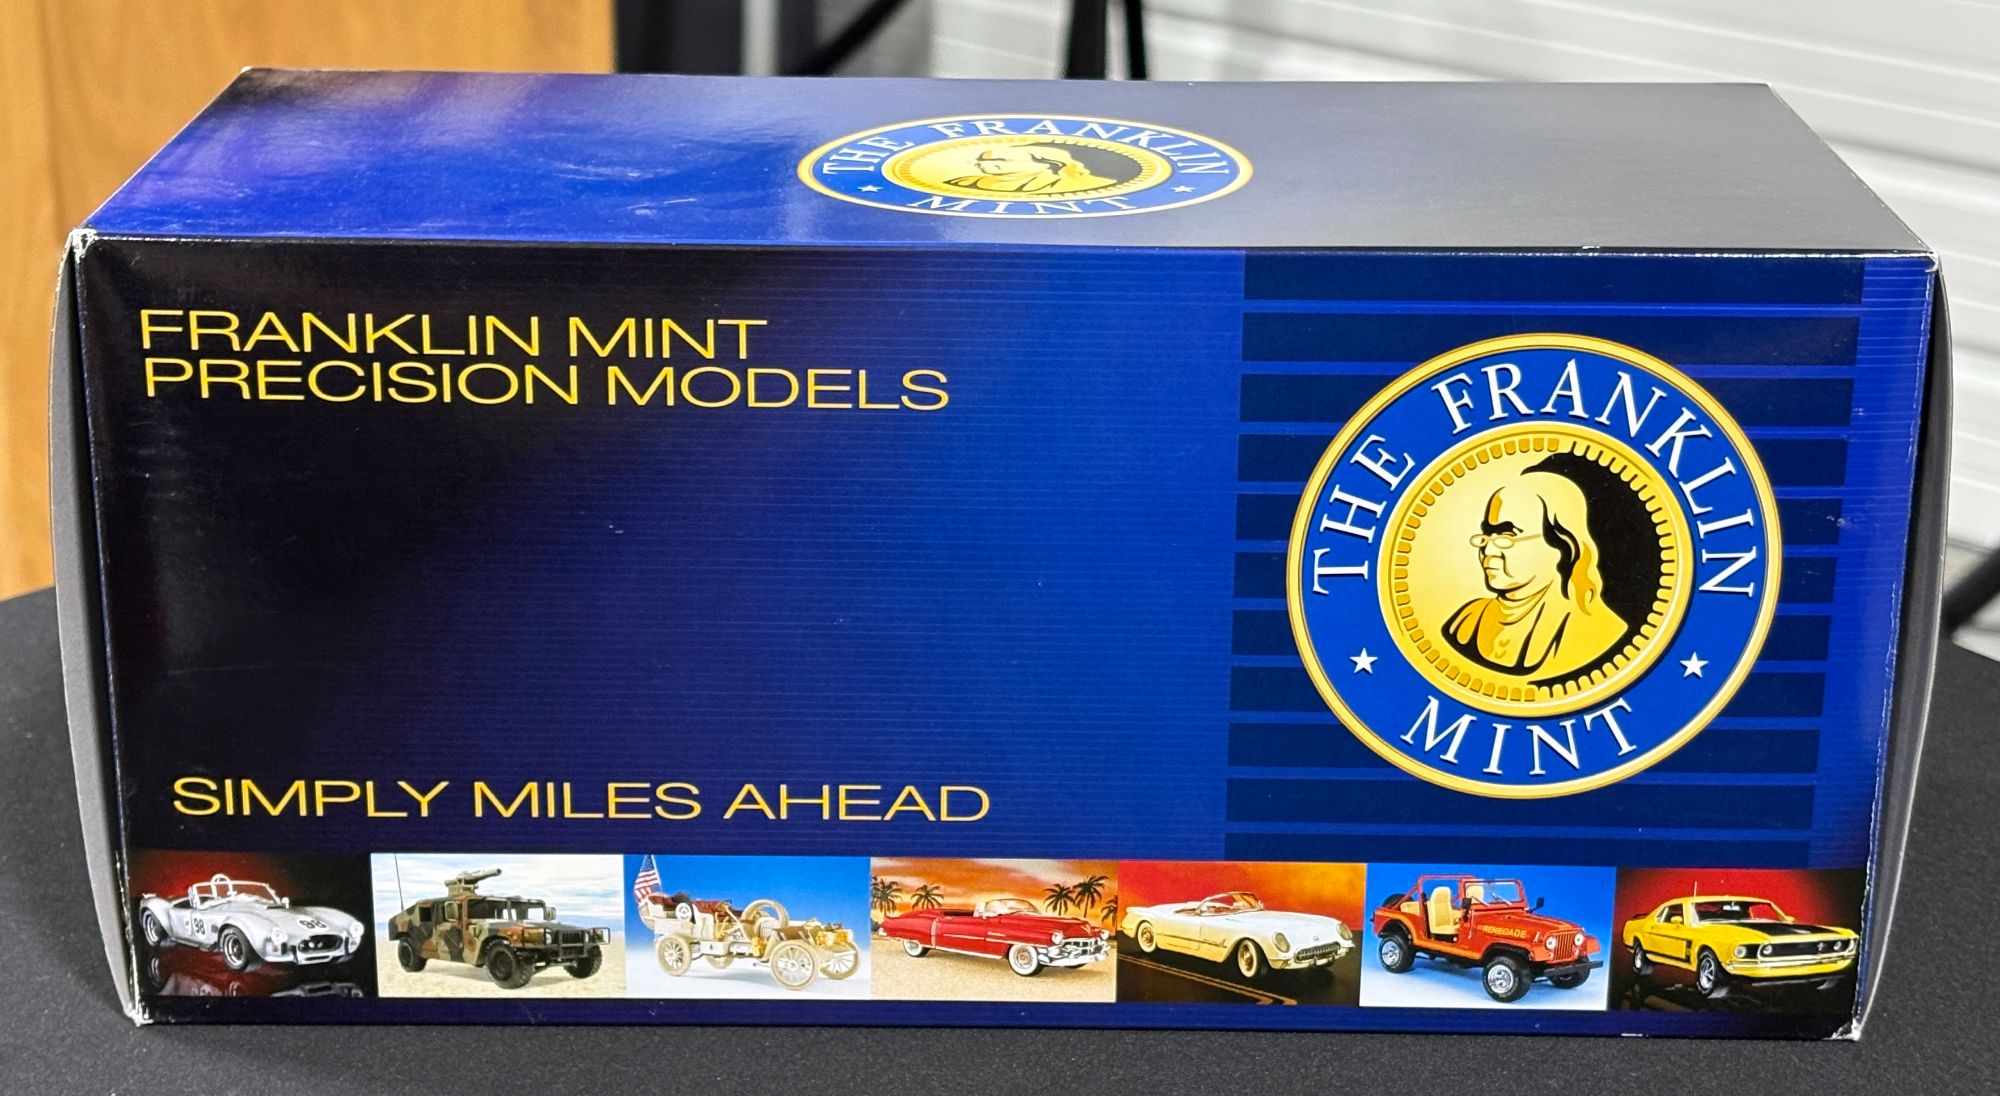 THE FRANKLIN
MINT
FRANKLIN MINT
PRECISION MODELS
THE FRANKLIN
MINT
SIMPLY MILES AHEAD
98
98
RENEGADE